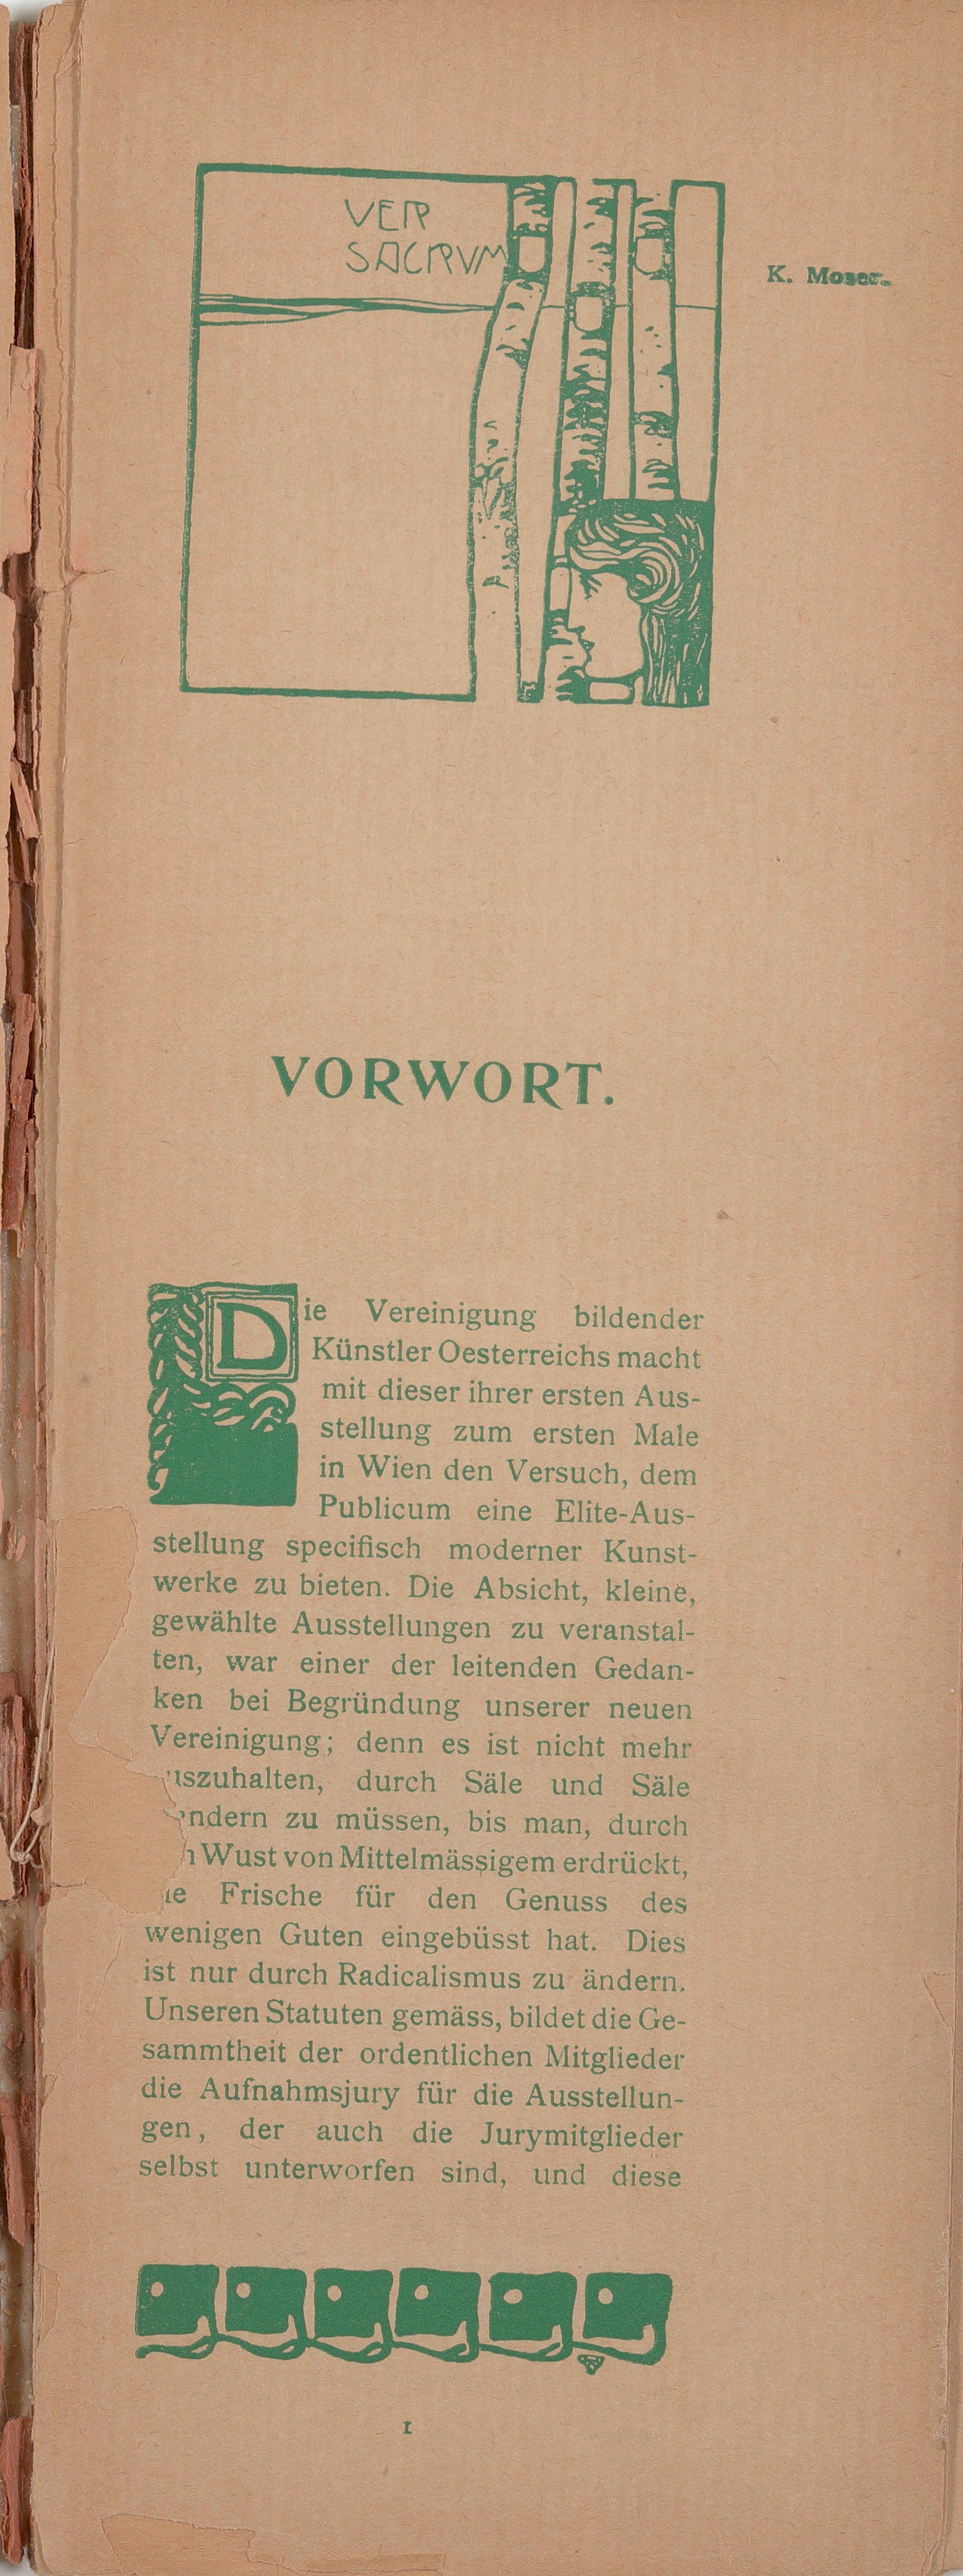 VER
SACRVM
K. Moser.
VORWORT.
Die Vereinigung bildender
Künstler Oesterreichs macht
mit dieser ihrer ersten Aus-
stellung zum ersten Male
in Wien den Versuch, dem
Publicum eine Elite-Aus-
stellung specifisch moderner Kunst-
werke zu bieten. Die Absicht, kleine,
gewählte Ausstellungen zu veranstal-
ten, war einer der leitenden Gedan-
ken bei Begründung unserer neuen
Vereinigung; denn es ist nicht mehr
uszuhalten, durch Säle und Säle
ndern zu müssen, bis man, durch
Wust von Mittelmässigem erdrückt,
ie Frische für den Genuss des
wenigen Guten eingebüsst hat. Dies
ist nur durch Radicalismus zu ändern.
Unseren Statuten gemäss, bildet die Ge-
sammtheit der ordentlichen Mitglieder
die Aufnahmsjury für die Ausstellun-
gen, der auch die Jurymitglieder
selbst unterworfen sind, und diese
1